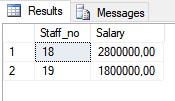 Results Messages
Staff_no Salary
1 18 2800000,00
2 19 1800000,00